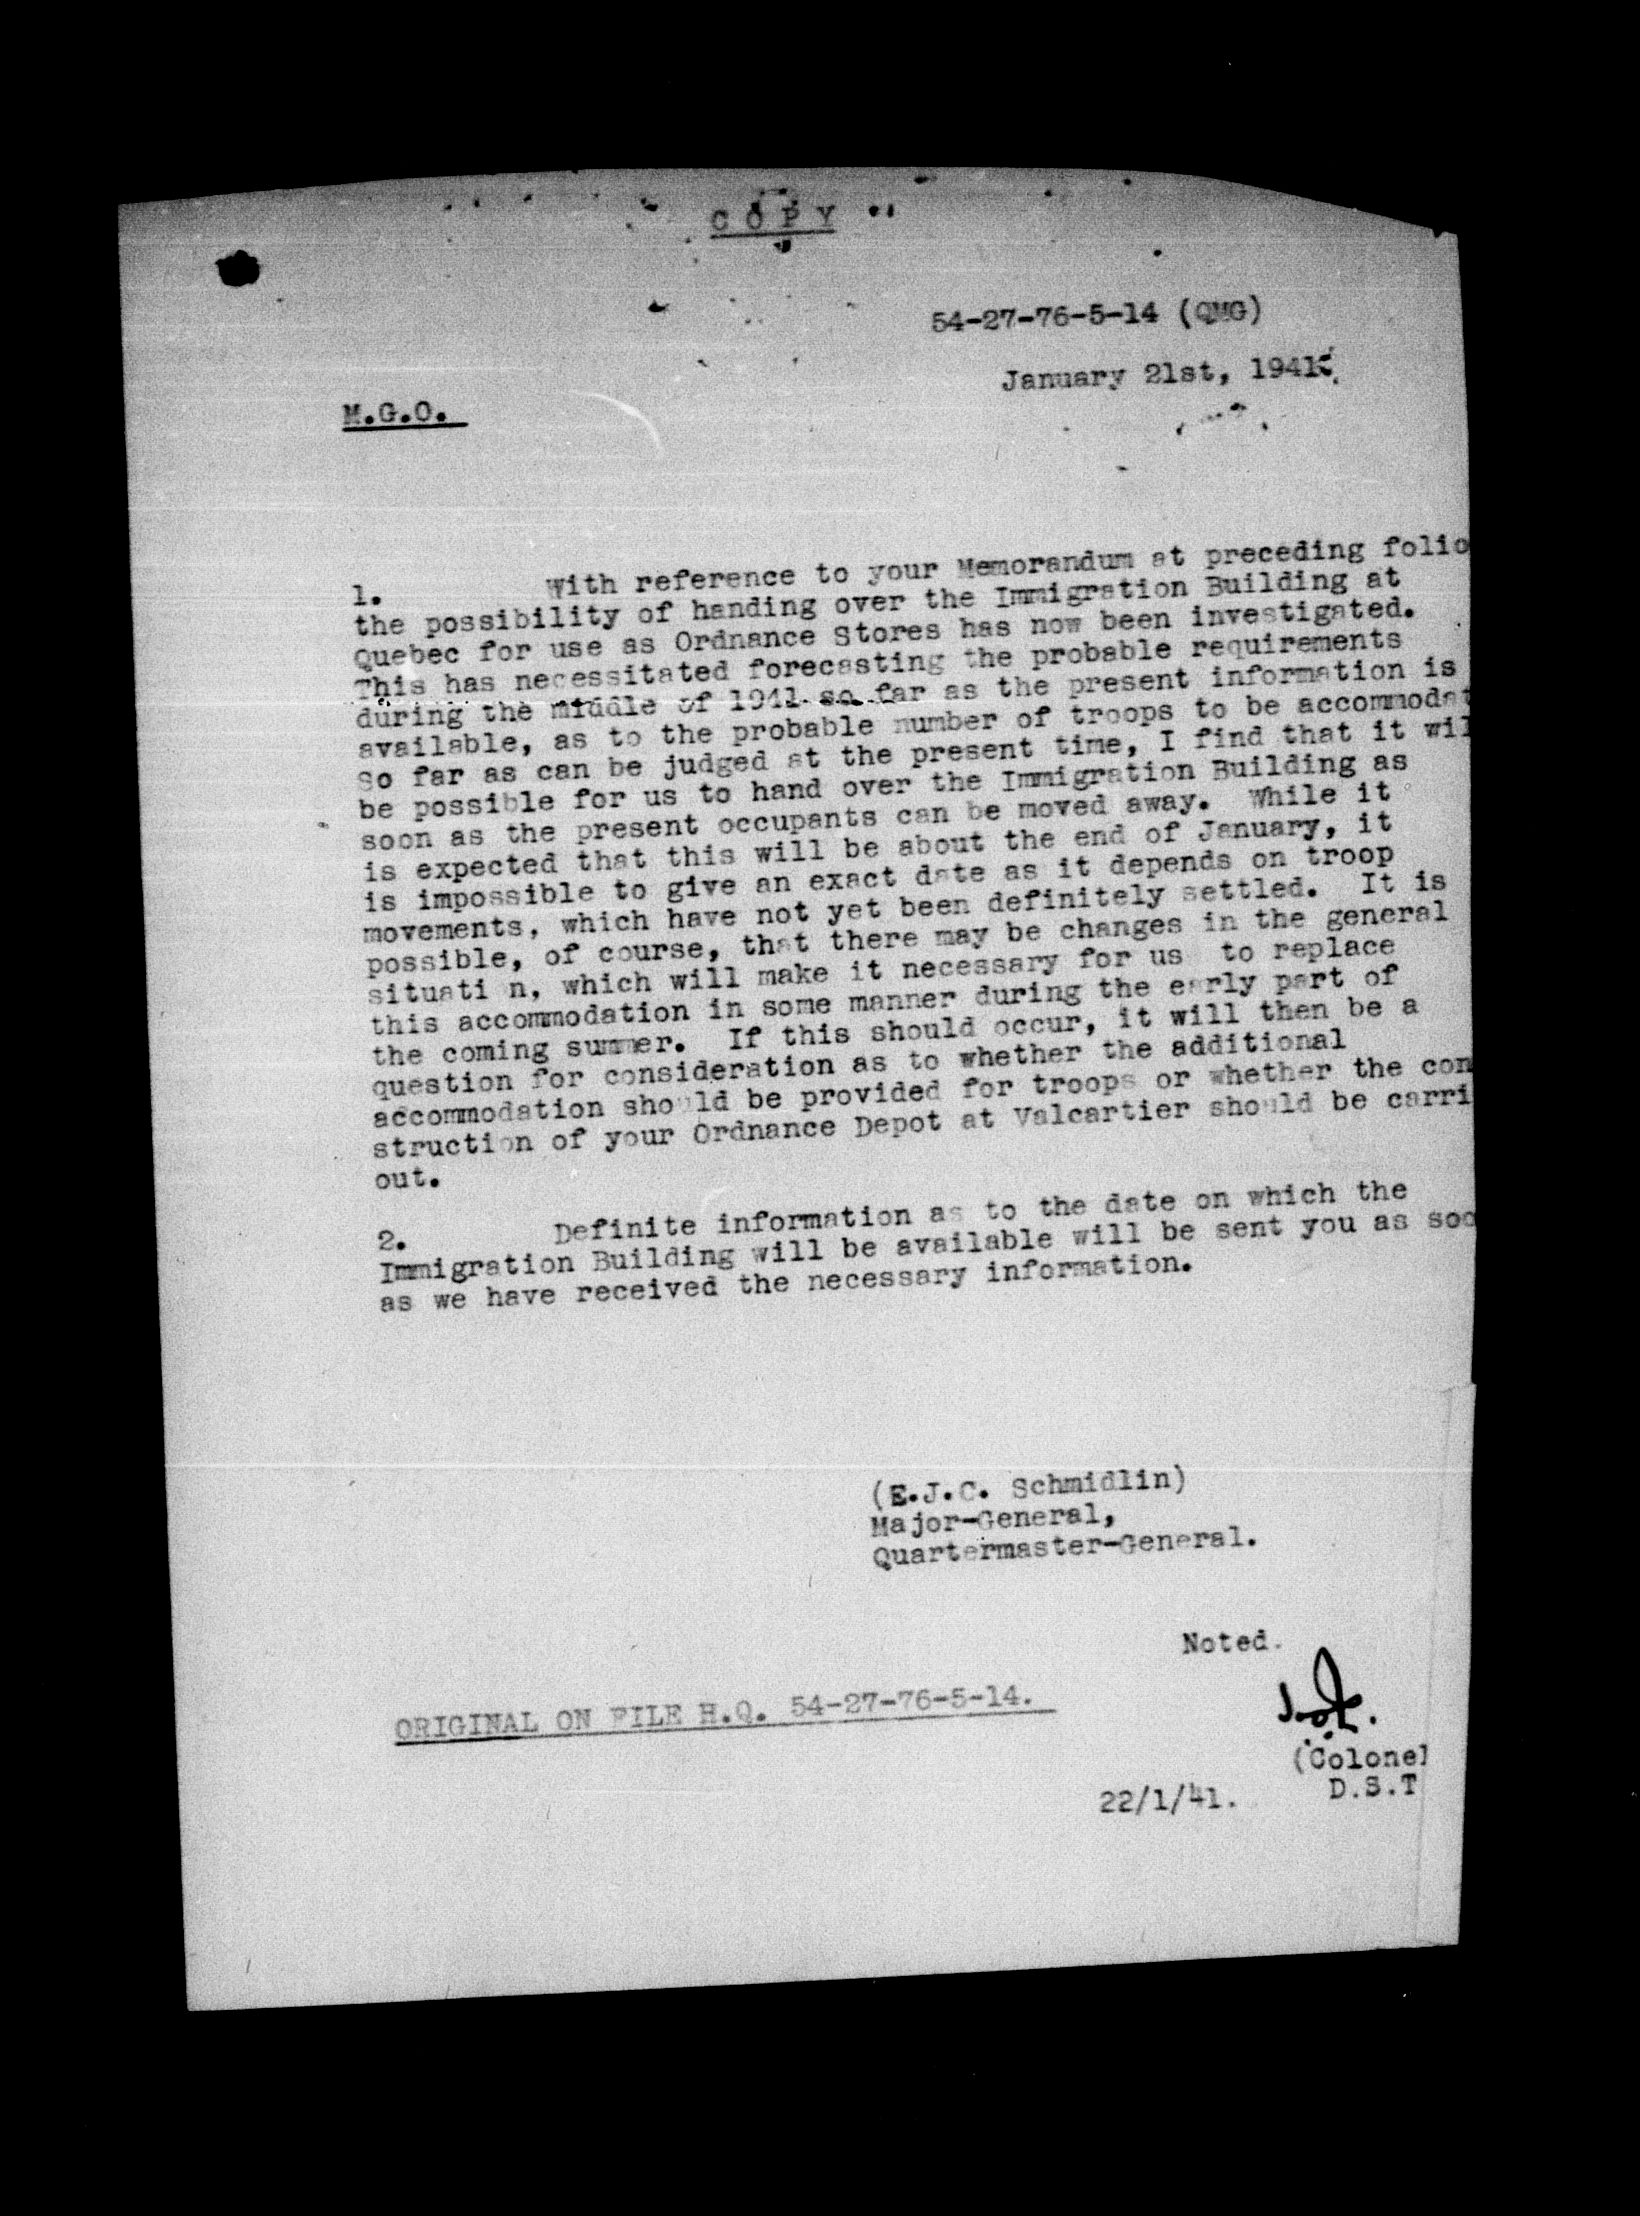 C O P Y
54-27-76-5-14 (QMG)
January 21st, 1941.
M.G.O.
1. With reference to your Memorandum at preceding folio
the possibility of handing over the Immigration Building at
Quebec for use as Ordnance Stores has now been investigated.
This has necessitated forecasting the probable requirements
during the middle of 1941 so far as the present information is
available, as to the probable number of troops to be accommodat
So far as can be judged at the present time, I find that it wil
be possible for us to hand over the Immigration Building as
soon as the present occupants can be moved away. While it
is expected that this will be about the end of January, it
is impossible to give an exact date as it depends on troop
movements, which have not yet been definitely settled. It is
possible, of course, that there may be changes in the general
situati n, which will make it necessary for us to replace
this accommodation in some manner during the early part of
the coming summer. If this should occur, it will then be a
question for consideration as to whether the additional
accommodation should be provided for troops or whether the con
struction of your Ordnance Depot at Valcartier should be carri
out.
2. Definite information as to the date on which the
Immigration Building will be available will be sent you as soo
as we have received the necessary information.
(E.J.C. Schmidlin)
Major-General,
Quartermaster-General.
Noted.
ORIGINAL ON FILE H.Q. 54-27-76-5-14.
(Colonel
D.S.T
22/1/41.